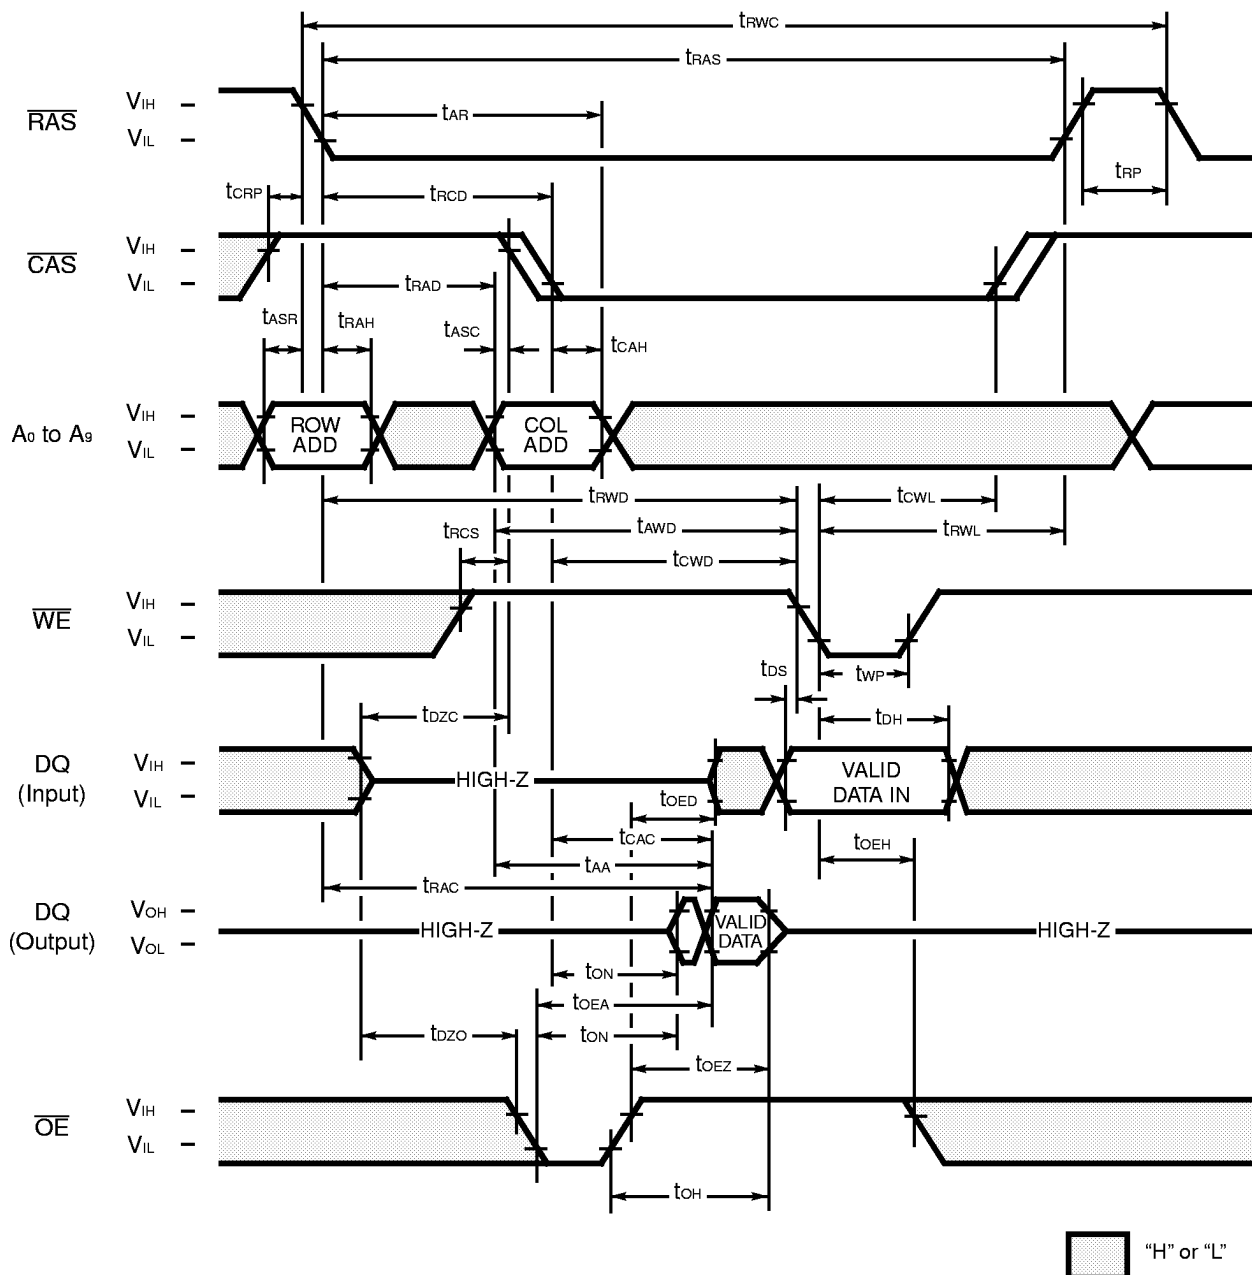 tRWC
tRAS
RAS VIH
VIL
tAR
tCRP tRCD tRP
CAS VIH
VIL
tRAD
tASR tRAH tASC tCAH
A0 to A9 VIH
VIL
ROW ADD
COL ADD
tRWD tCWL
tRCS tAWD tRWL
tCWD
WE VIH
VIL
tDS tWP
tDZC tDH
DQ (Input) VIH
VIL
HIGH-Z
VALID DATA IN
tOED
tCAC tOEH
tAA
tRAC
DQ (Output) VOH
VOL
HIGH-Z
VALID DATA
HIGH-Z
tON
tOEA
tDZO tON
tOEZ
OE VIH
VIL
tOH
“H” or “L”